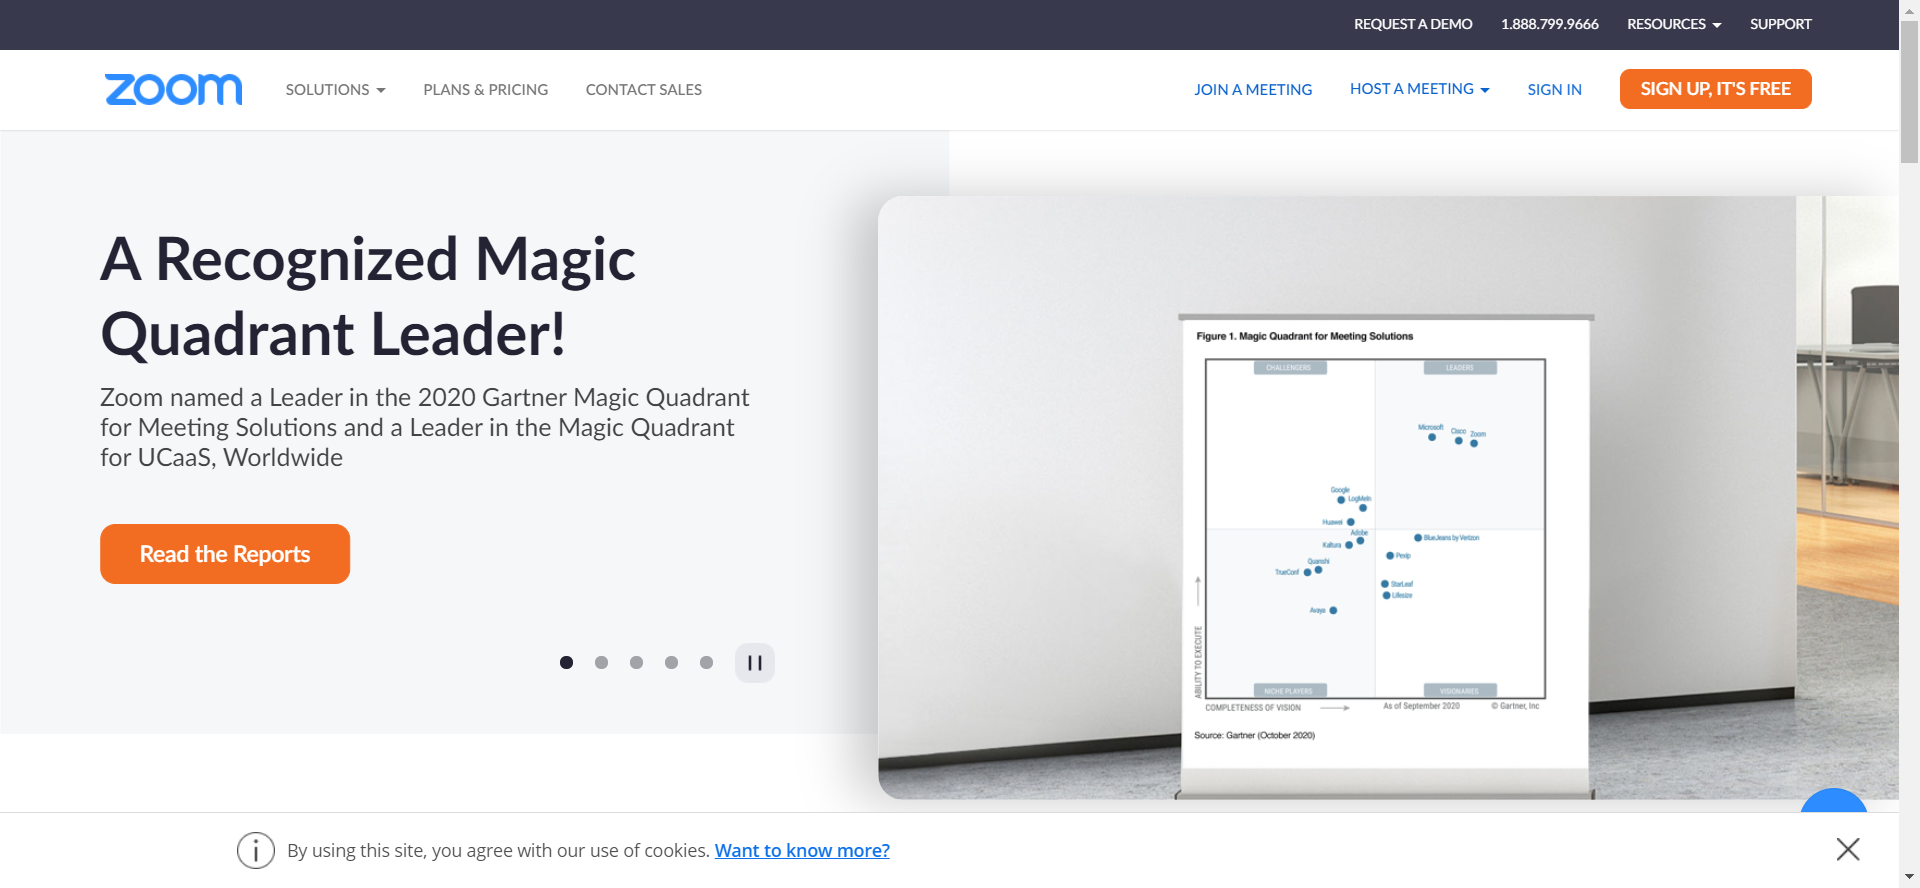 REQUEST A DEMO 1.888.799.9666 RESOURCES SUPPORT
zoom SOLUTIONS PLANS & PRICING CONTACT SALES JOIN A MEETING HOST A MEETING SIGN IN SIGN UP, IT'S FREE
A Recognized Magic
Quadrant Leader!
Zoom named a Leader in the 2020 Gartner Magic Quadrant
for Meeting Solutions and a Leader in the Magic Quadrant
for UCaaS, Worldwide
Read the Reports
Figure 1. Magic Quadrant for Meeting Solutions
CHALLENGERS LEADERS
Microsoft Cisco Zoom
Google
LogMeIn
Huawei
Adobe
Kaltura
BlueJeans by Verizon
Pexip
Quanshi
TrueConf
StarLeaf
Lifesize
Avaya
ABILITY TO EXECUTE
NICHE PLAYERS VISIONARIES
COMPLETENESS OF VISION As of September 2020 © Gartner, Inc
Source: Gartner (October 2020)
By using this site, you agree with our use of cookies. Want to know more?